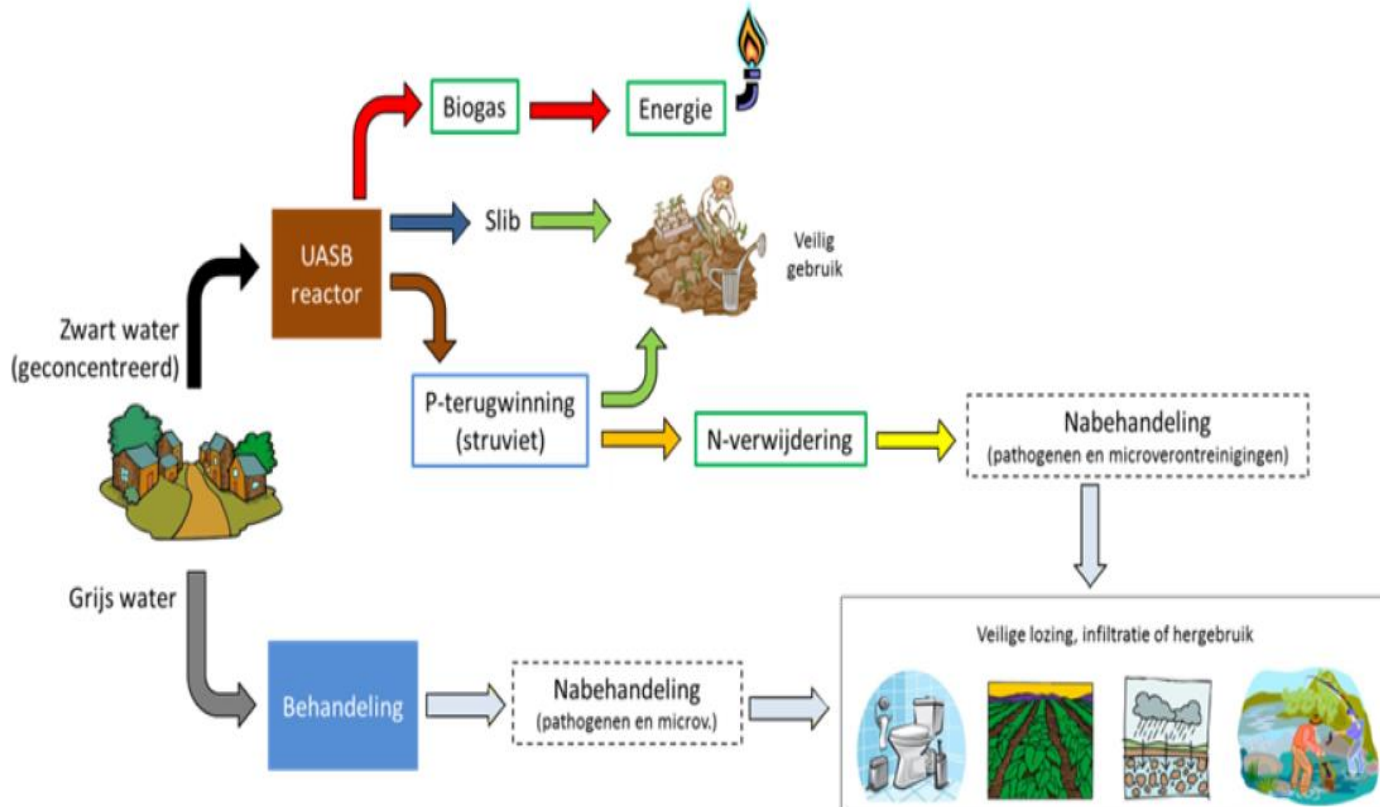 Biogas
Energie
UASB
reactor
Slib
Veilig
gebruik
Zwart water
(geconcentreerd)
P-terugwinning
(struviet)
N-verwijdering
Nabehandeling
(pathogenen en microverontreinigingen)
Grijs water
Behandeling
Nabehandeling
(pathogenen en microv.)
Veilige lozing, infiltratie of hergebruik